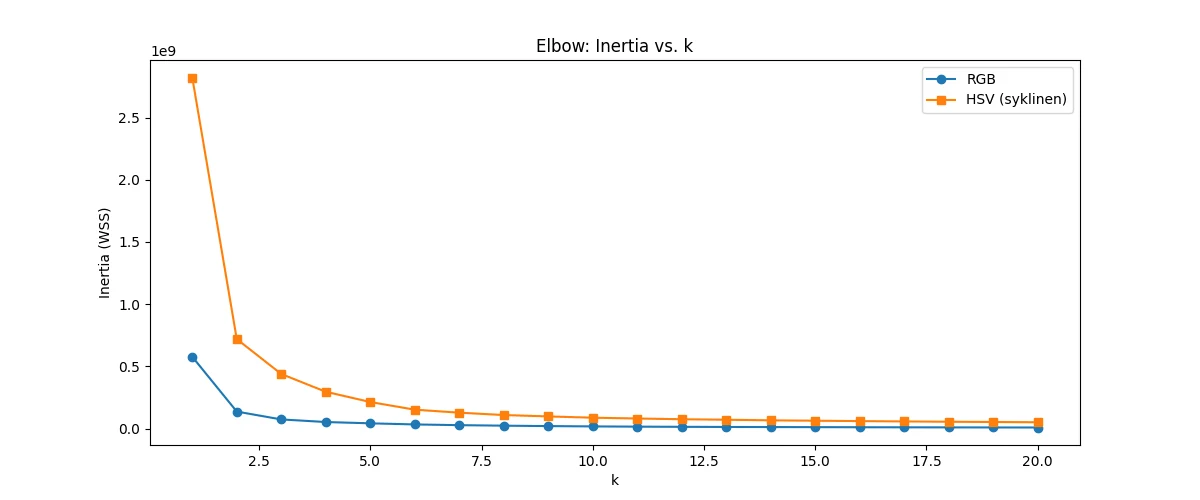 Elbow: Inertia vs. k
1e9
RGB
HSV (syklinen)
2.5
2.0
1.5
1.0
0.5
0.0
Inertia (WSS)
2.5 5.0 7.5 10.0 12.5 15.0 17.5 20.0
k